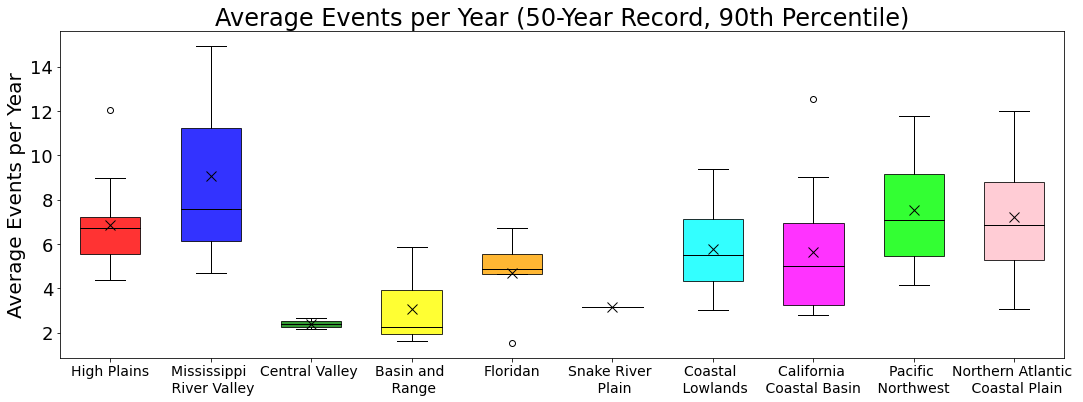 Average Events per Year (50-Year Record, 90th Percentile)
Average Events per Year
14
12
10
8
6
4
2
High Plains
Mississippi
River Valley
Central Valley
Basin and
Range
Floridan
Snake River
Plain
Coastal
Lowlands
California
Coastal Basin
Pacific
Northwest
Northern Atlantic
Coastal Plain